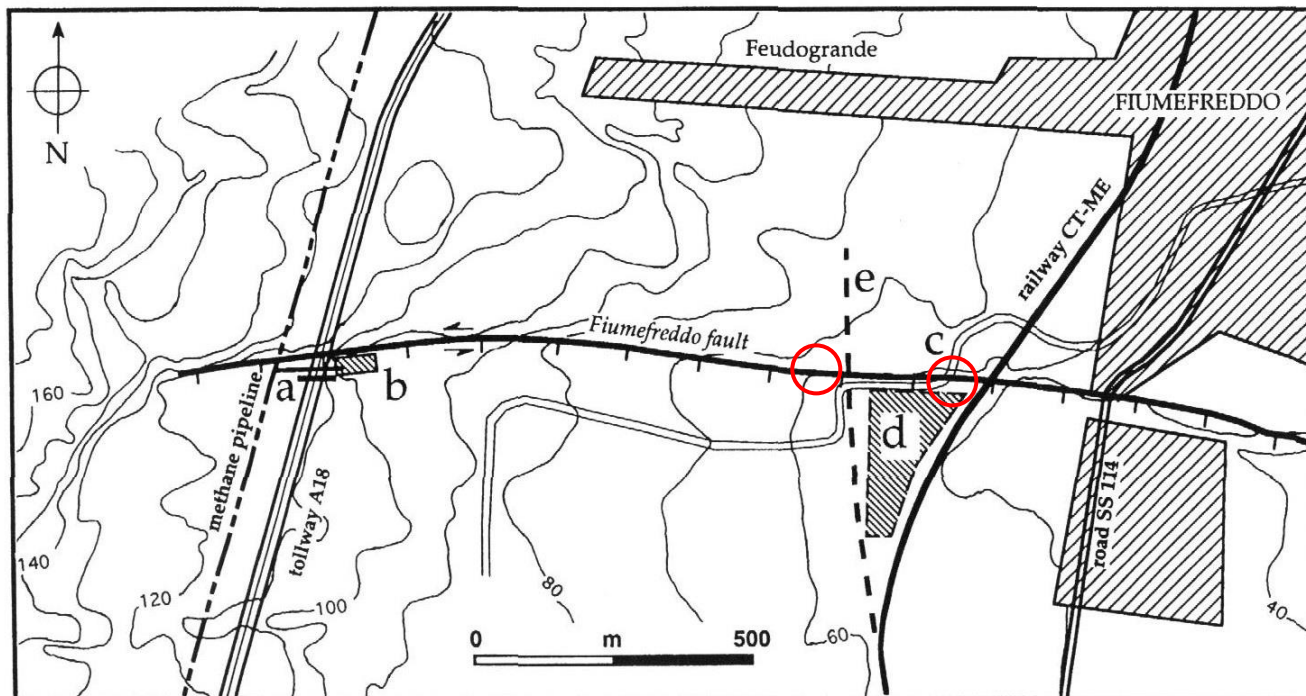 N
Feudogrande
FIUMEFREDDO
railway CT-ME
e
Fiumefreddo fault
c
a
b
d
160
methane pipeline
tollway A18
road SS 114
140
120
100
80
60
40
0 m 500